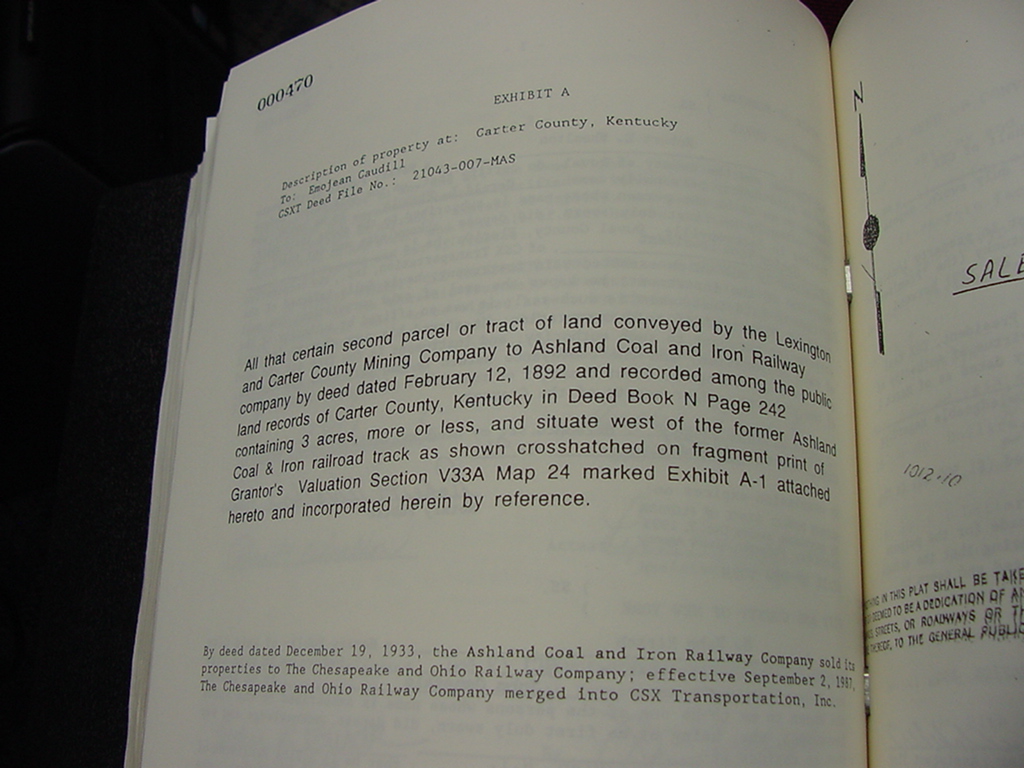 000470
EXHIBIT A
Description of property at: Carter County, Kentucky
To: Emojean Caudill
CSXT Deed File No.: 21043-007-MAS
All that certain second parcel or tract of land conveyed by the Lexington
and Carter County Mining Company to Ashland Coal and Iron Railway
company by deed dated February 12, 1892 and recorded among the public
land records of Carter County, Kentucky in Deed Book N Page 242
containing 3 acres, more or less, and situate west of the former Ashland
Coal & Iron railroad track as shown crosshatched on fragment print of
Grantor's Valuation Section V33A Map 24 marked Exhibit A-1 attached
hereto and incorporated herein by reference.
By deed dated December 19, 1933, the Ashland Coal and Iron Railway Company sold its
properties to The Chesapeake and Ohio Railway Company; effective September 2, 1987,
The Chesapeake and Ohio Railway Company merged into CSX Transportation, Inc.
N
SALE
1012-10
IN THIS PLAT SHALL BE TAKE
DEEMED TO BE A DEDICATION OF
STREETS, OR ROADWAYS OR
TO THE GENERAL PUBLIC